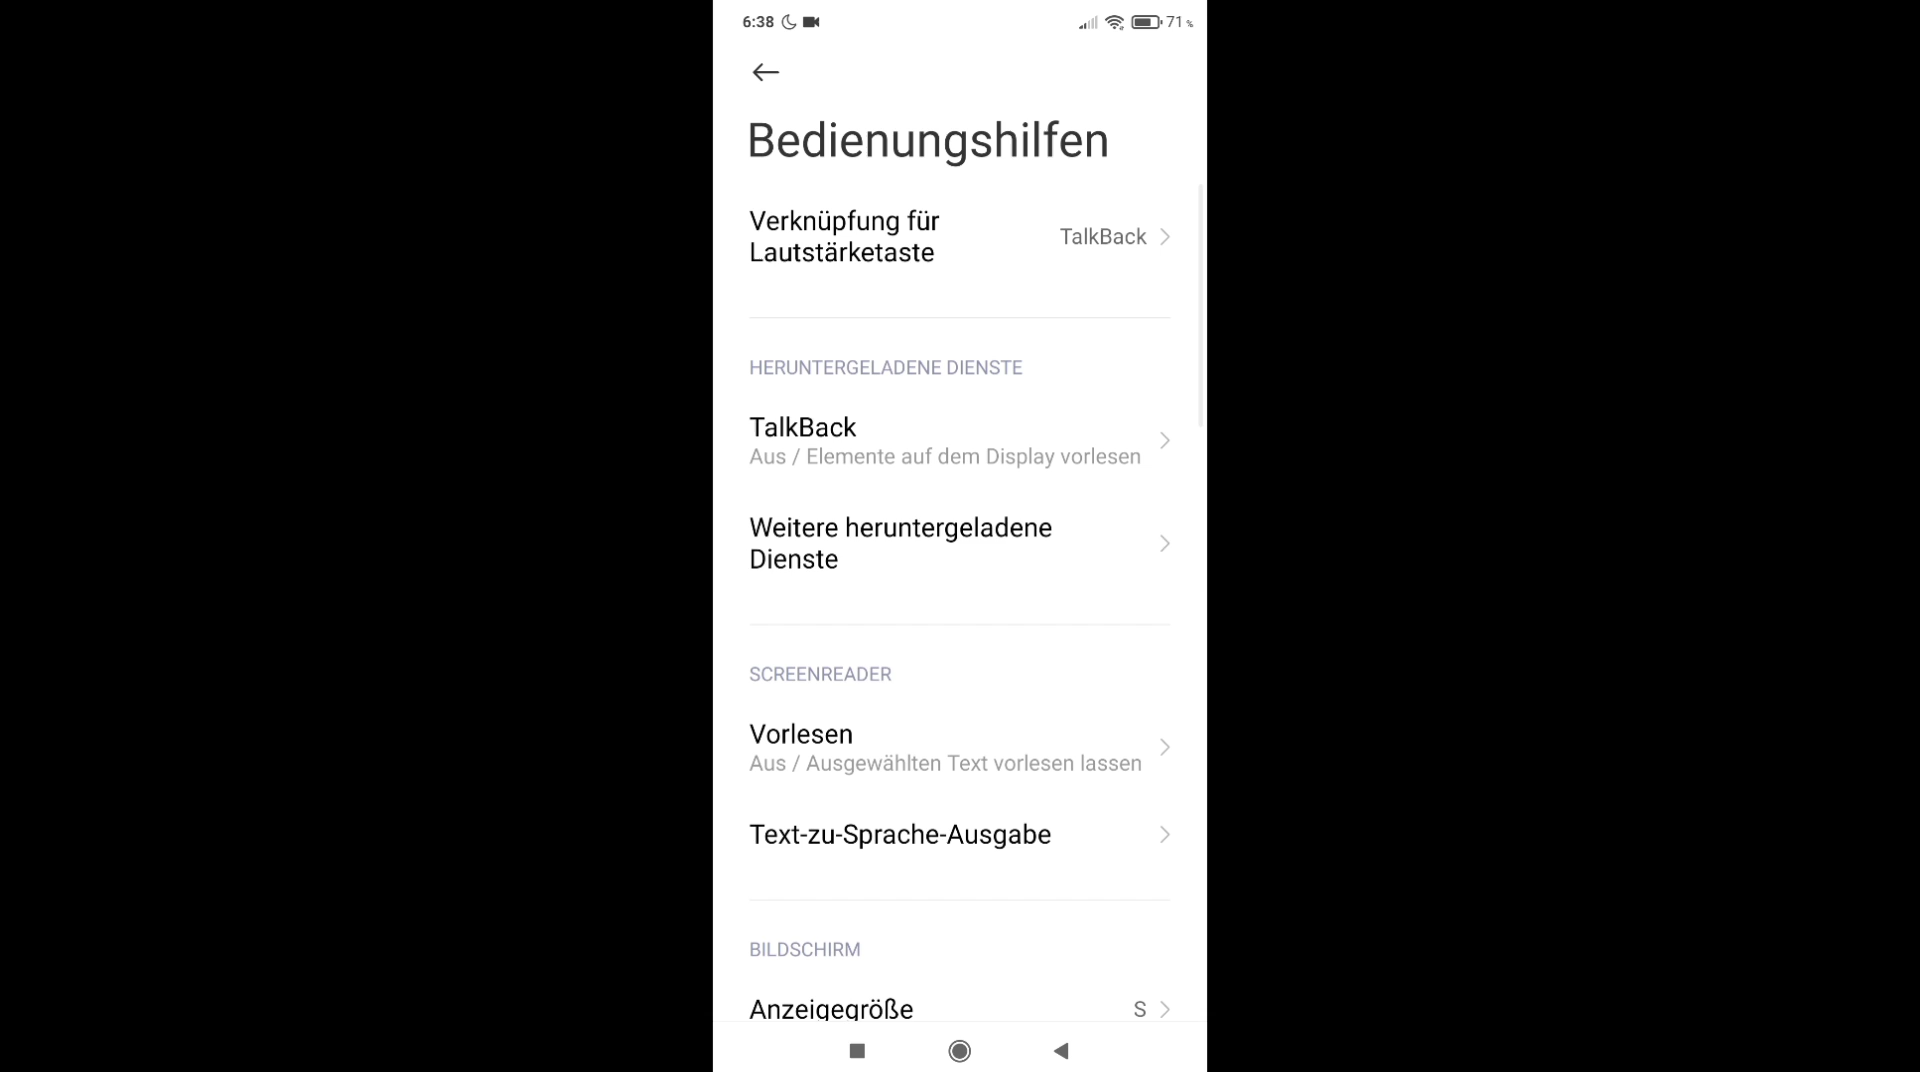 6:38
71 %
Bedienungshilfen
Verknüpfung für
Lautstärketaste
TalkBack
HERUNTERGELADENE DIENSTE
TalkBack
Aus / Elemente auf dem Display vorlesen
Weitere heruntergeladene
Dienste
SCREENREADER
Vorlesen
Aus / Ausgewählten Text vorlesen lassen
Text-zu-Sprache-Ausgabe
BILDSCHIRM
Anzeigegröße
S